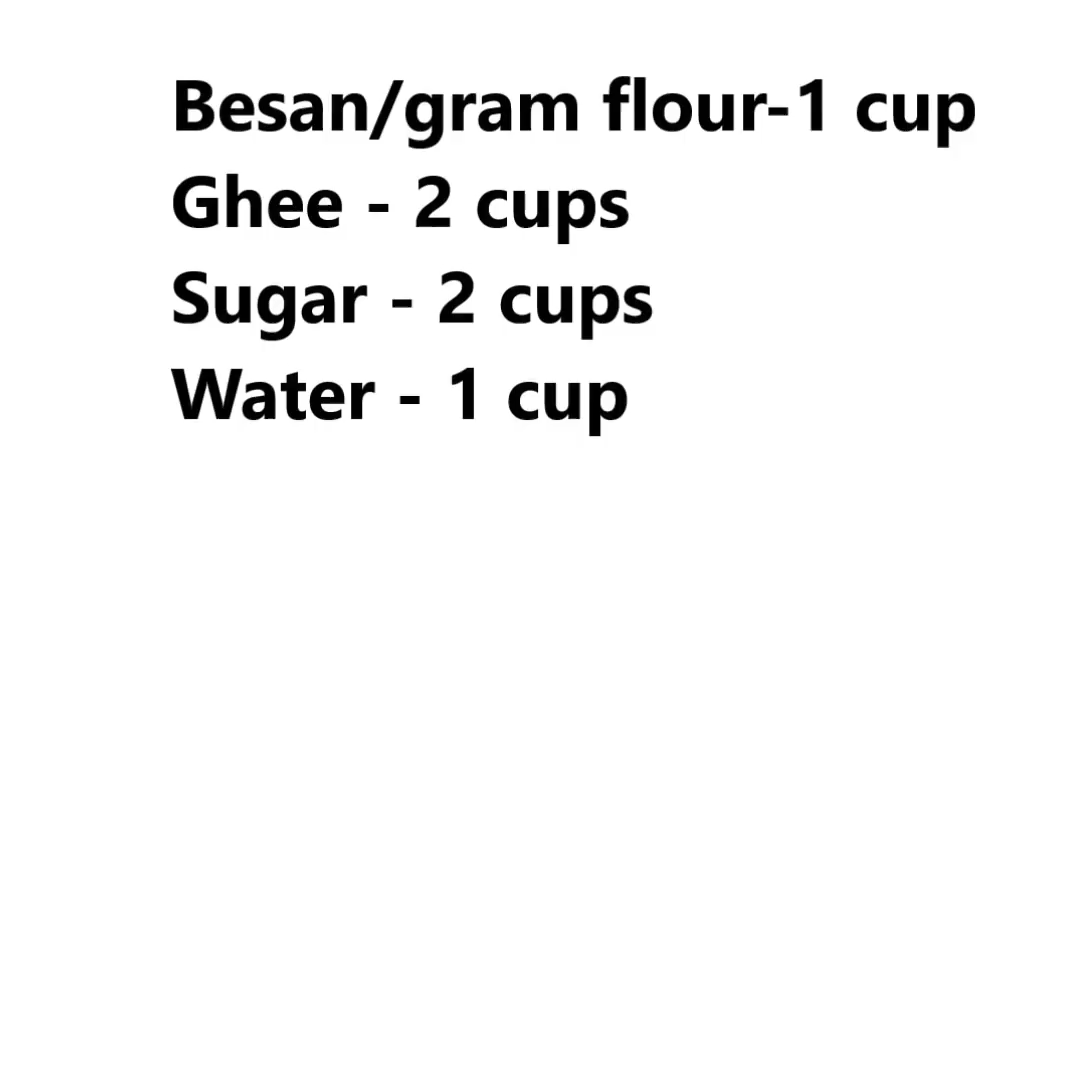 Besan/gram flour-1 cup
Ghee - 2 cups
Sugar - 2 cups
Water - 1 cup